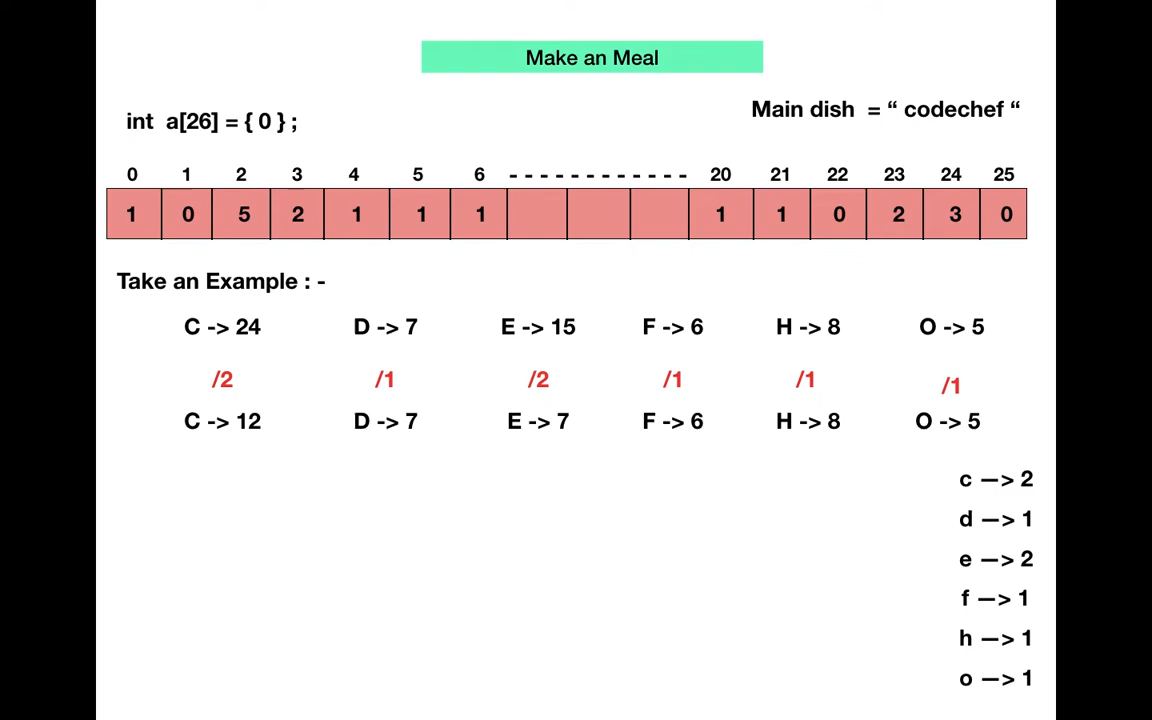 Make an Meal
Main dish = “ codechef “
int a[26] = { 0 } ;
0 1 2 3 4 5 6 - - - - - - - - - - - - 20 21 22 23 24 25
1 0 5 2 1 1 1 1 1 0 2 3 0
Take an Example : -
C -> 24 D -> 7 E -> 15 F -> 6 H -> 8 O -> 5
/2 /1 /2 /1 /1 /1
C -> 12 D -> 7 E -> 7 F -> 6 H -> 8 O -> 5
c —> 2
d —> 1
e —> 2
f —> 1
h —> 1
o —> 1